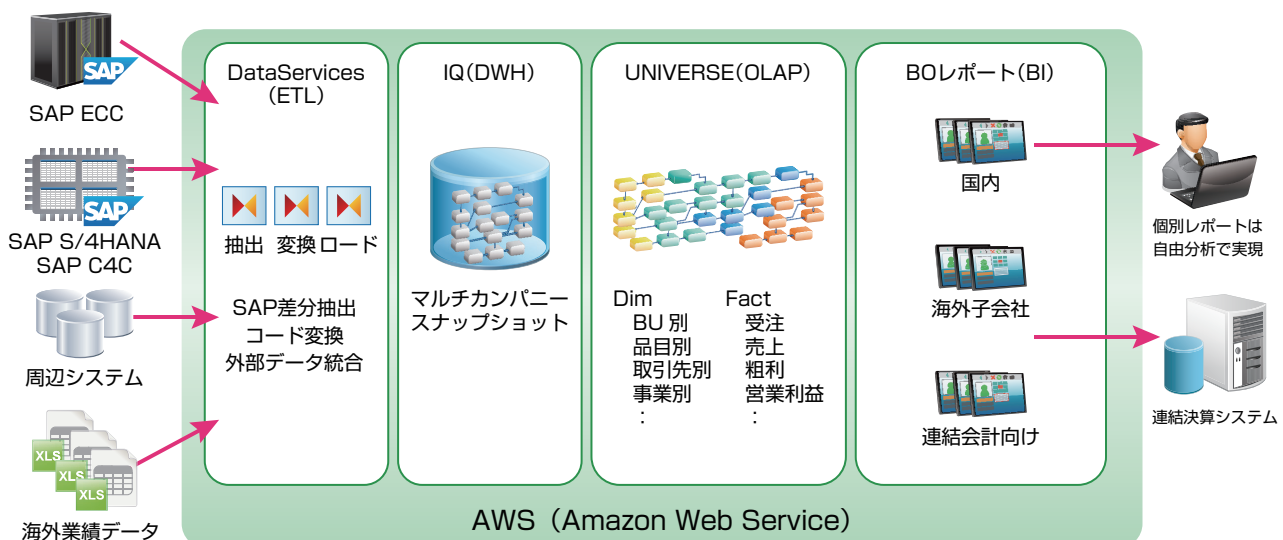 SAP
SAP ECC
SAP
SAP S/4HANA
SAP C4C
周辺システム
XLS
XLS
XLS
海外業績データ
DataServices
(ETL)
抽出 変換 ロード
SAP差分抽出
コード変換
外部データ統合
IQ(DWH)
マルチカンパニー
スナップショット
UNIVERSE(OLAP)
Dim
BU 別
品目別
取引先別
事業別
:
Fact
受注
売上
粗利
営業利益
:
BOレポート(BI)
国内
海外子会社
連結会計向け
個別レポートは
自由分析で実現
連結決算システム
AWS(Amazon Web Service)